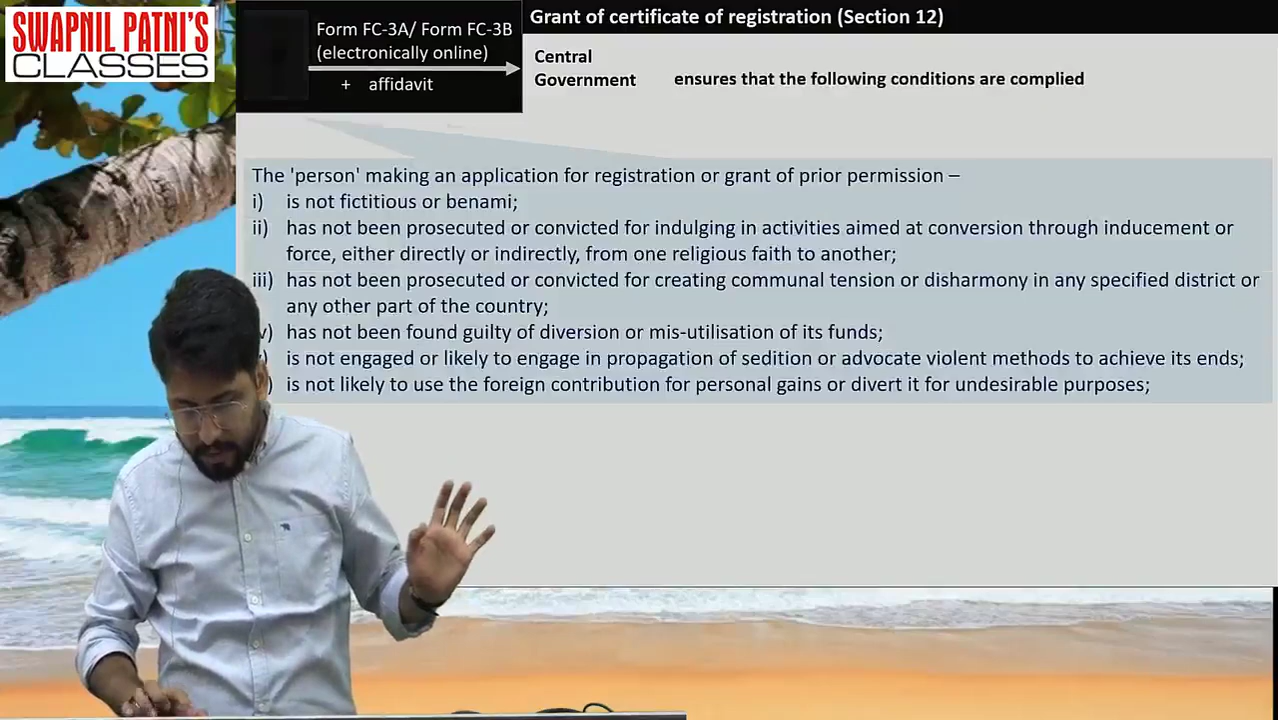 SWAPNIL PATNI'S
CLASSES
Form FC-3A/ Form FC-3B
(electronically online)
+ affidavit
Grant of certificate of registration (Section 12)
Central
Government
ensures that the following conditions are complied
The 'person' making an application for registration or grant of prior permission –
i) is not fictitious or benami;
ii) has not been prosecuted or convicted for indulging in activities aimed at conversion through inducement or
force, either directly or indirectly, from one religious faith to another;
iii) has not been prosecuted or convicted for creating communal tension or disharmony in any specified district or
any other part of the country;
v) has not been found guilty of diversion or mis-utilisation of its funds;
) is not engaged or likely to engage in propagation of sedition or advocate violent methods to achieve its ends;
) is not likely to use the foreign contribution for personal gains or divert it for undesirable purposes;